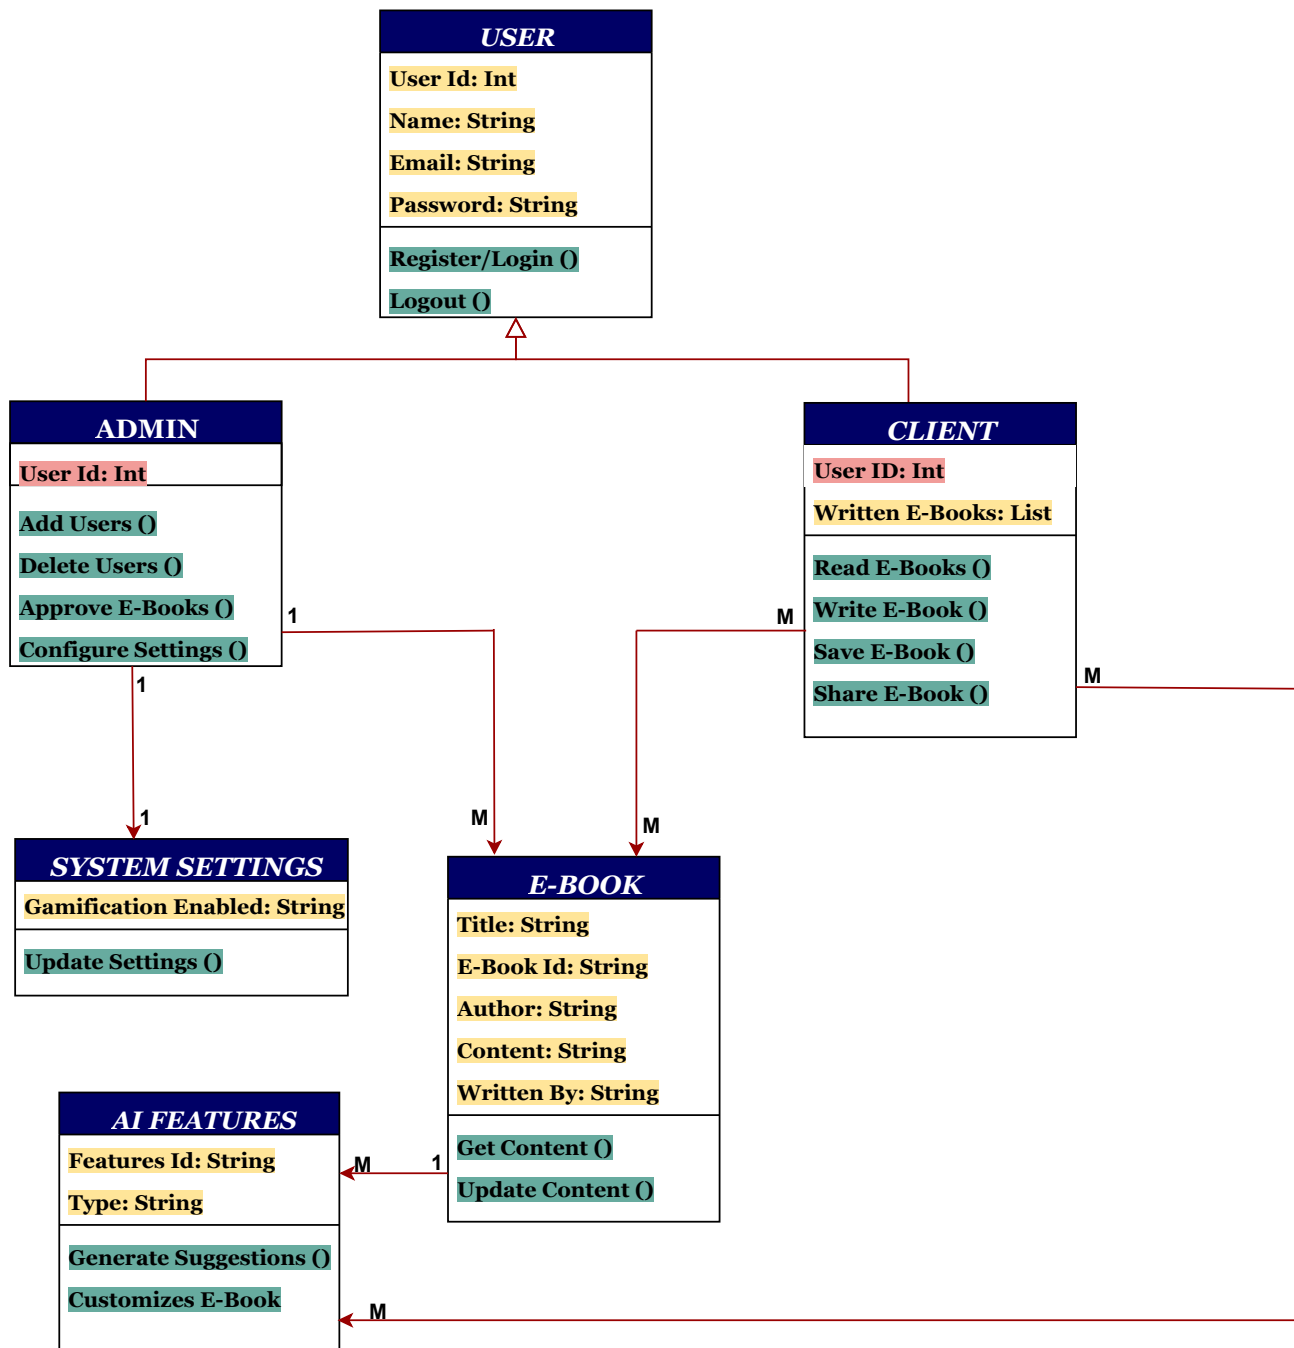 USER
User Id: Int
Name: String
Email: String
Password: String
Register/Login ()
Logout ()
ADMIN
User Id: Int
Add Users ()
Delete Users ()
Approve E-Books ()
Configure Settings ()
CLIENT
User ID: Int
Written E-Books: List
Read E-Books ()
Write E-Book ()
Save E-Book ()
Share E-Book ()
1
M
1
M
1
M
M
SYSTEM SETTINGS
Gamification Enabled: String
Update Settings ()
E-BOOK
Title: String
E-Book Id: String
Author: String
Content: String
Written By: String
Get Content ()
Update Content ()
AI FEATURES
Features Id: String
Type: String
Generate Suggestions ()
Customizes E-Book
M
1
M